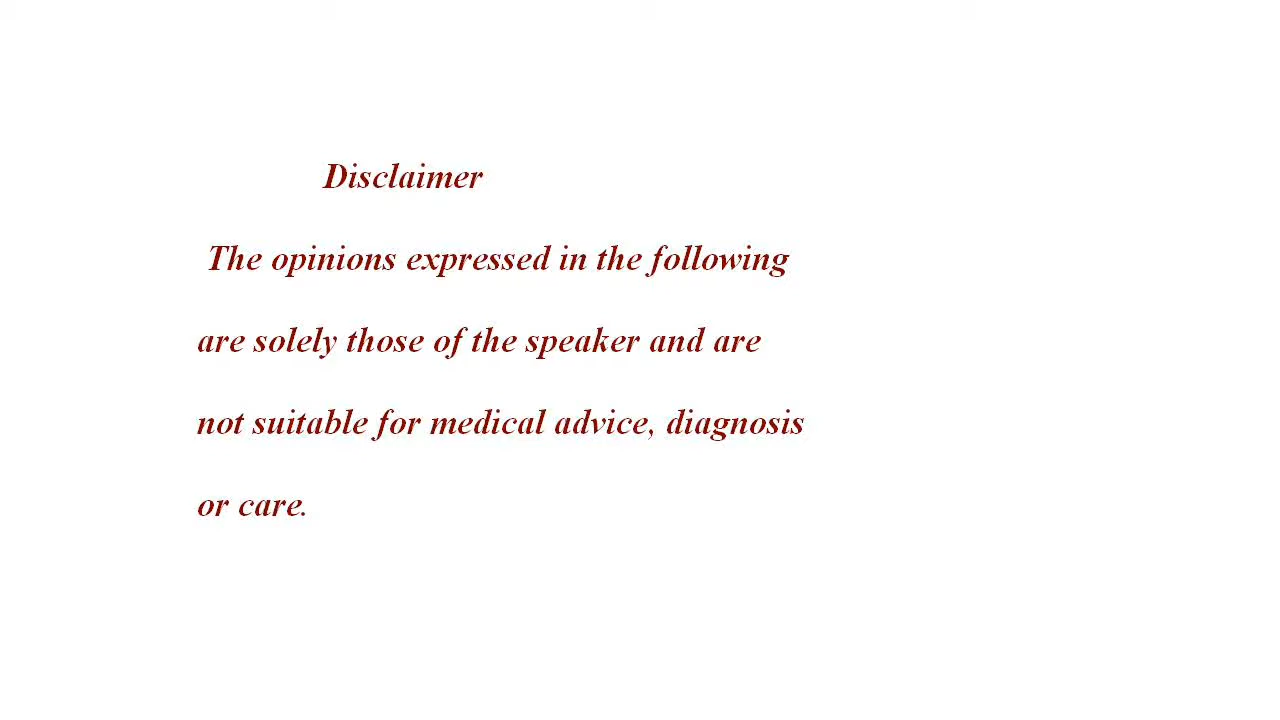 Disclaimer
The opinions expressed in the following
are solely those of the speaker and are
not suitable for medical advice, diagnosis
or care.